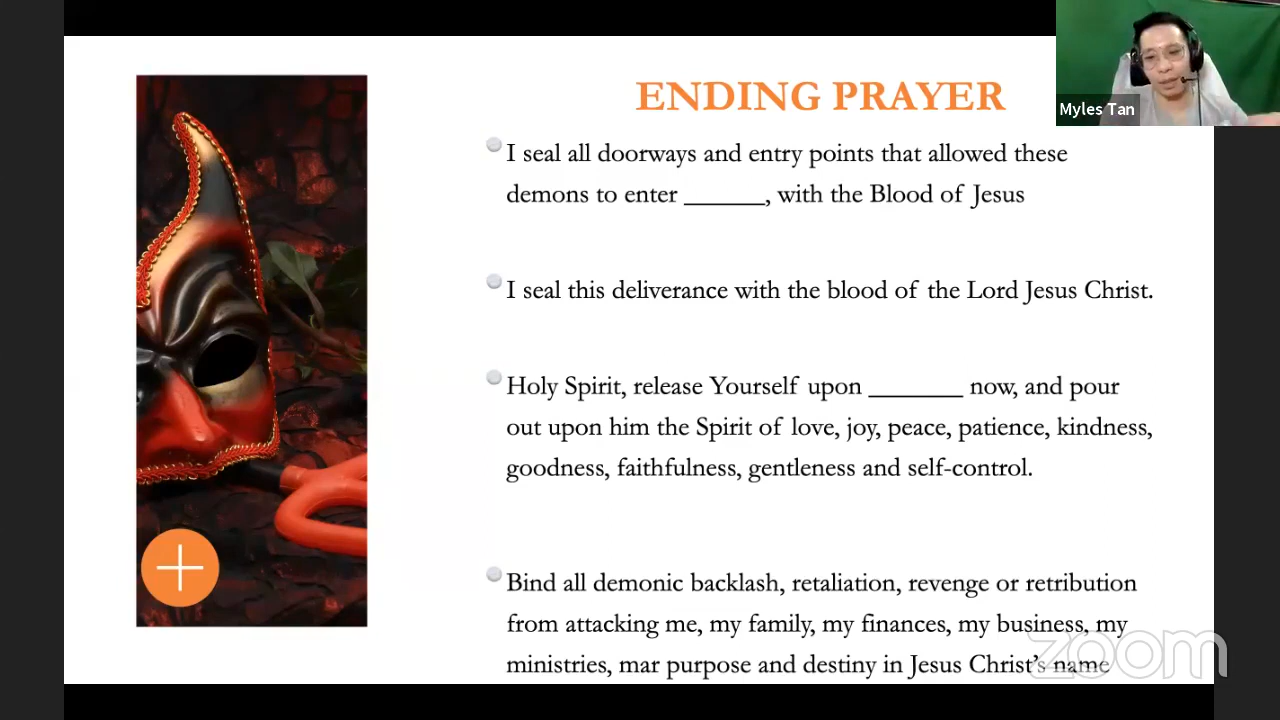 ENDING PRAYER
Myles Tan
I seal all doorways and entry points that allowed these
demons to enter ______, with the Blood of Jesus
I seal this deliverance with the blood of the Lord Jesus Christ.
Holy Spirit, release Yourself upon _______ now, and pour
out upon him the Spirit of love, joy, peace, patience, kindness,
goodness, faithfulness, gentleness and self-control.
Bind all demonic backlash, retaliation, revenge or retribution
from attacking me, my family, my finances, my business, my
ministries, mar purpose and destiny in Jesus Christ's name
zoom